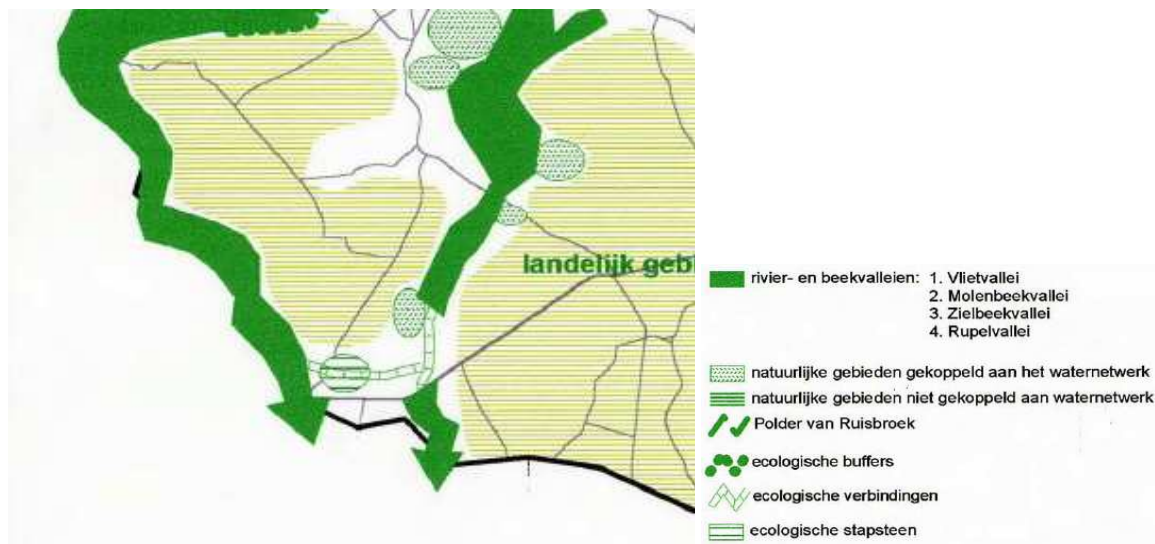 landelijk gebi
rivier- en beekvalleien: 1. Vlietvallei
2. Molenbeekvallei
3. Zielbeekvallei
4. Rupelvallei
natuurlijke gebieden gekoppeld aan het waternetwerk
natuurlijke gebieden niet gekoppeld aan waternetwerk
Polder van Ruisbroek
ecologische buffers
ecologische verbindingen
ecologische stapsteen